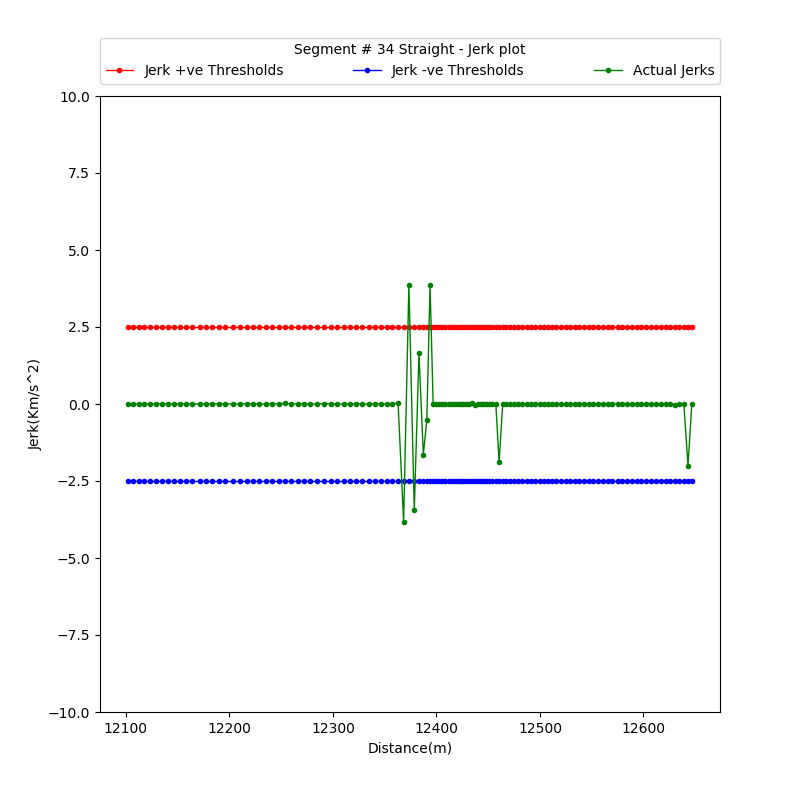 Segment # 34 Straight - Jerk plot
Jerk +ve Thresholds Jerk -ve Thresholds Actual Jerks
10.0
7.5
5.0
2.5
0.0
−2.5
−5.0
−7.5
−10.0
Jerk(Km/s^2)
12100 12200 12300 12400 12500 12600
Distance(m)